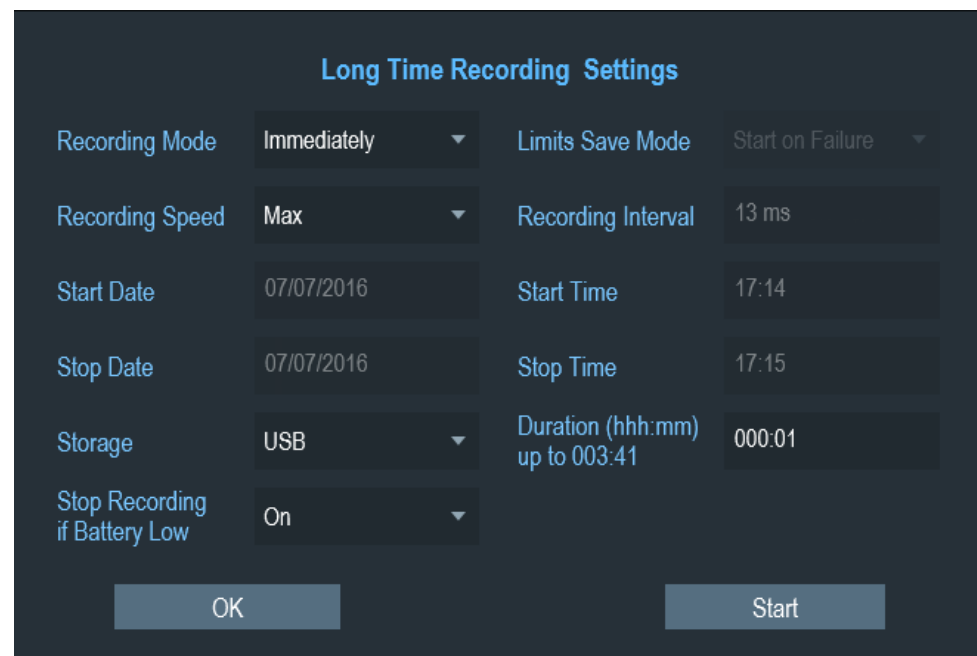 Long Time Recording Settings
Recording Mode Immediately Limits Save Mode Start on Failure
Recording Speed Max Recording Interval 13 ms
Start Date 07/07/2016 Start Time 17:14
Stop Date 07/07/2016 Stop Time 17:15
Storage USB Duration (hhh:mm)
up to 003:41 000:01
Stop Recording
if Battery Low On
OK Start